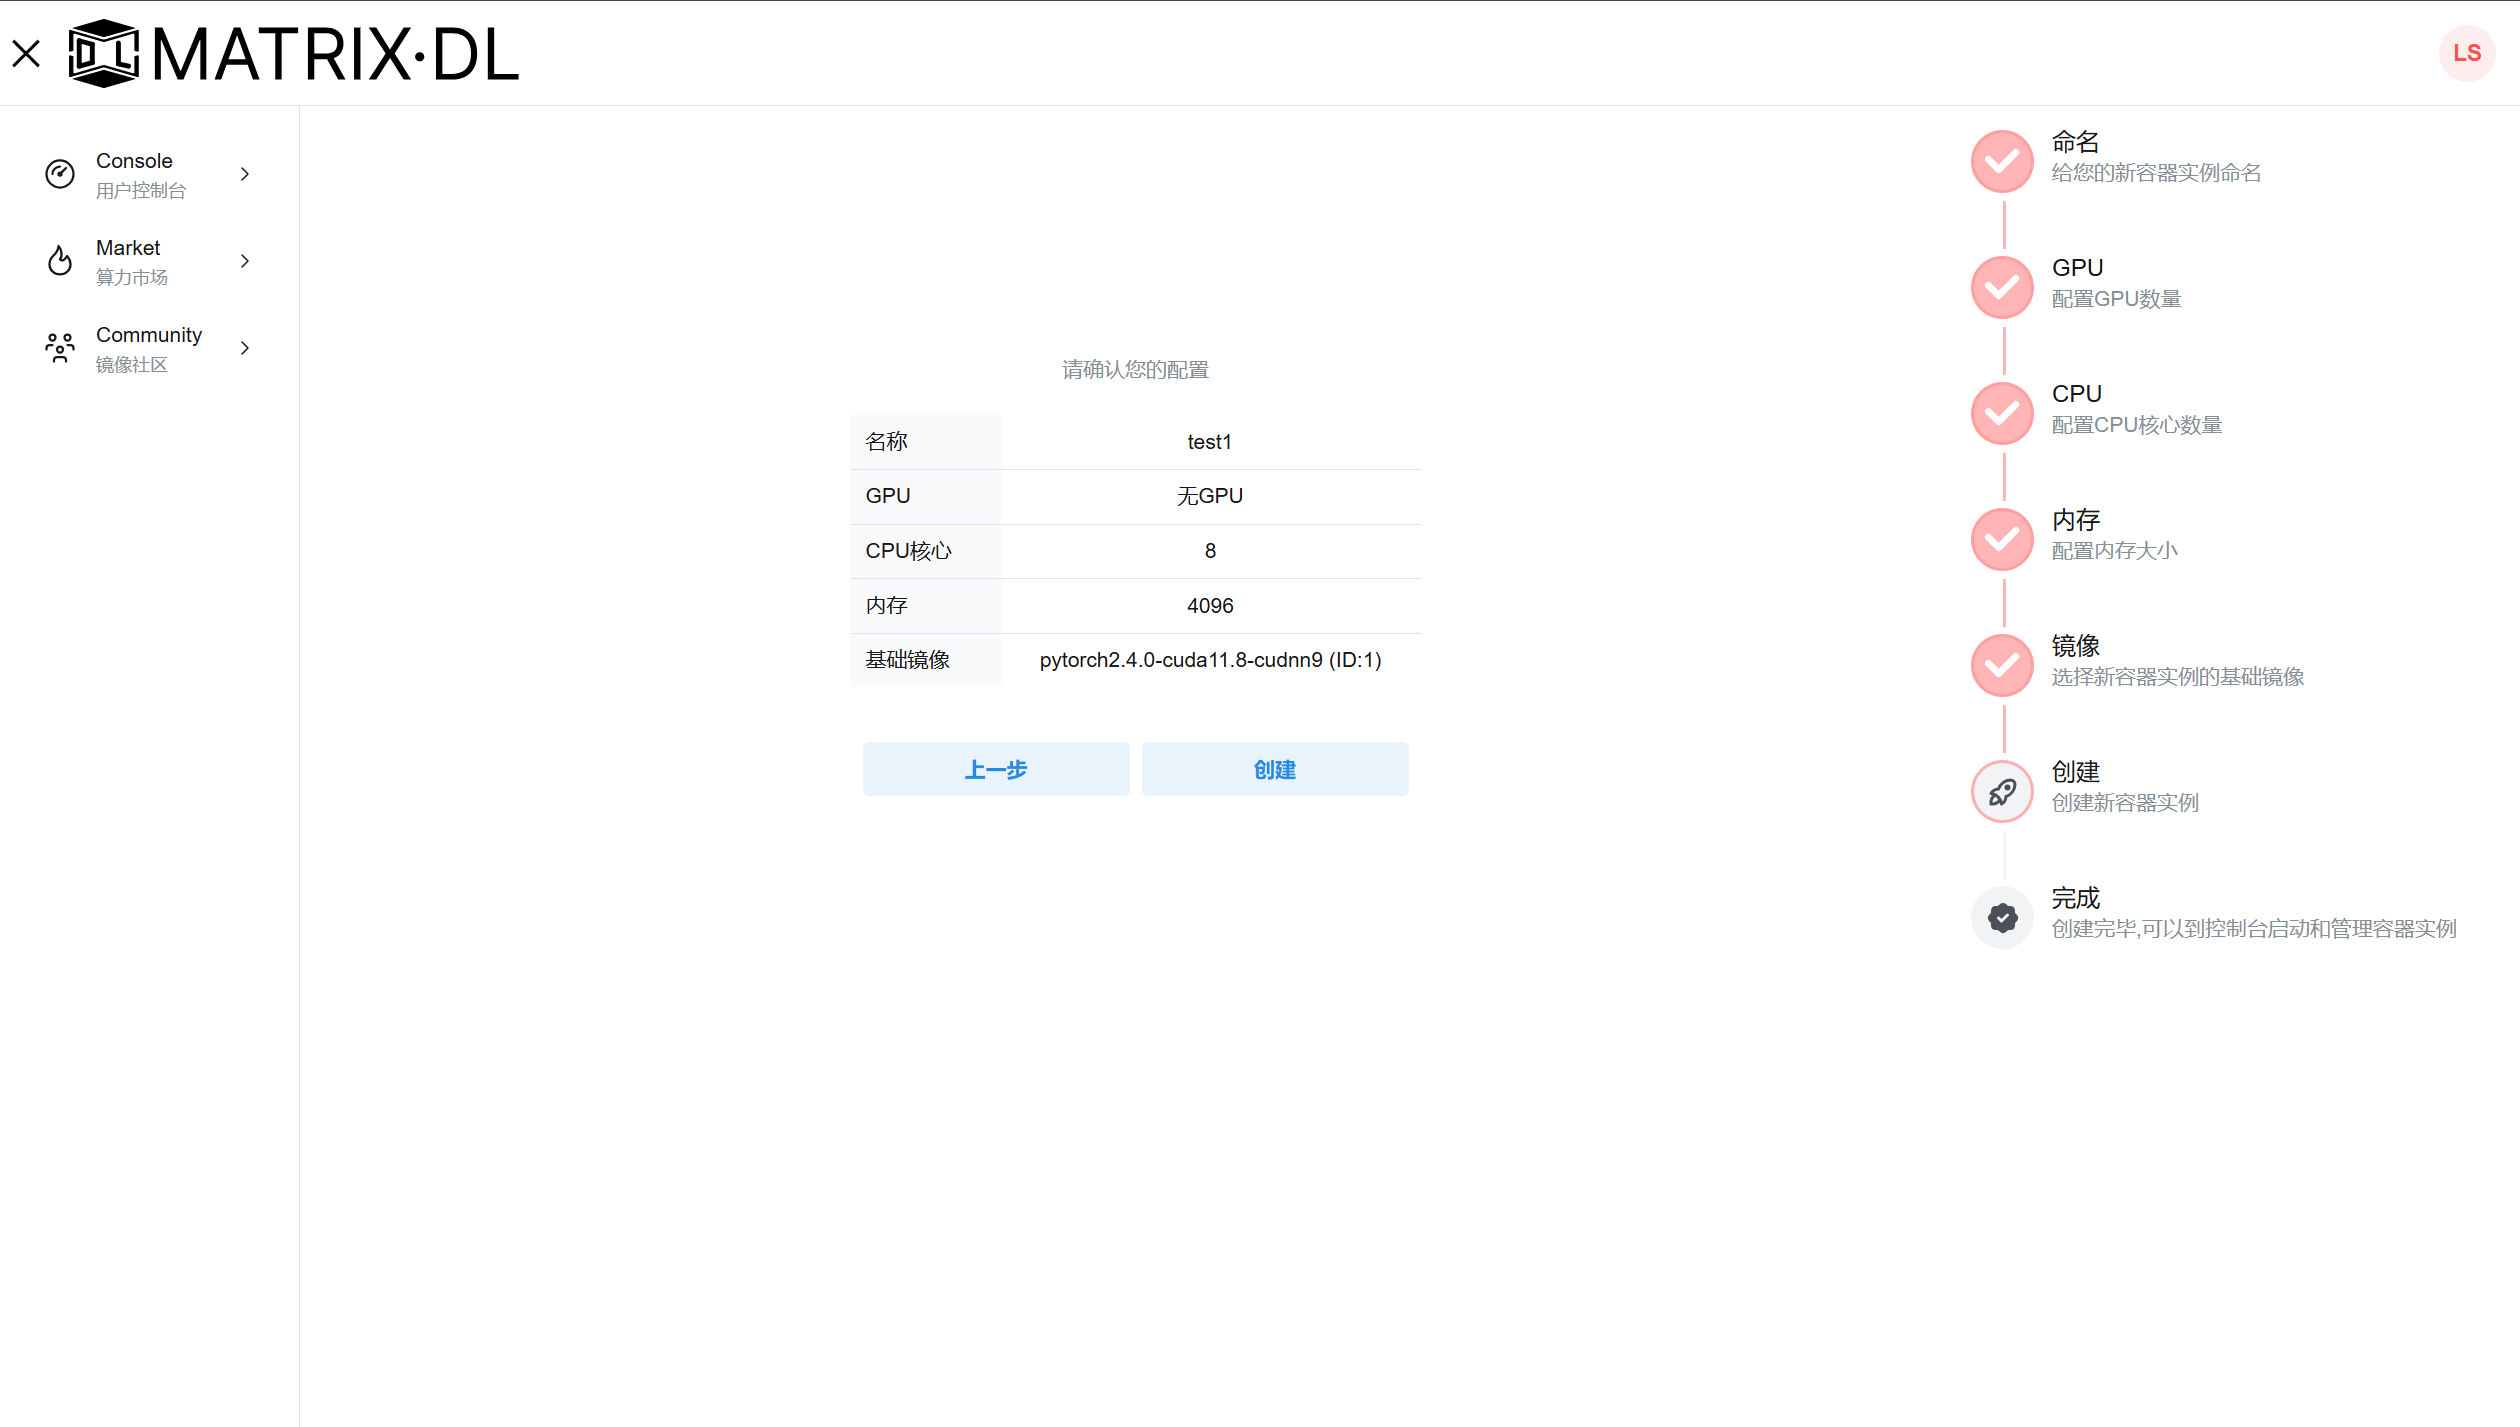 DL MATRIX·DL
LS
Console
用户控制台
Market
算力市场
Community
镜像社区
请确认您的配置
名称 test1
GPU 无GPU
CPU核心 8
内存 4096
基础镜像 pytorch2.4.0-cuda11.8-cudnn9 (ID:1)
上一步 创建
命名
给您的新容器实例命名
GPU
配置GPU数量
CPU
配置CPU核心数量
内存
配置内存大小
镜像
选择新容器实例的基础镜像
创建
创建新容器实例
完成
创建完毕,可以到控制台启动和管理容器实例